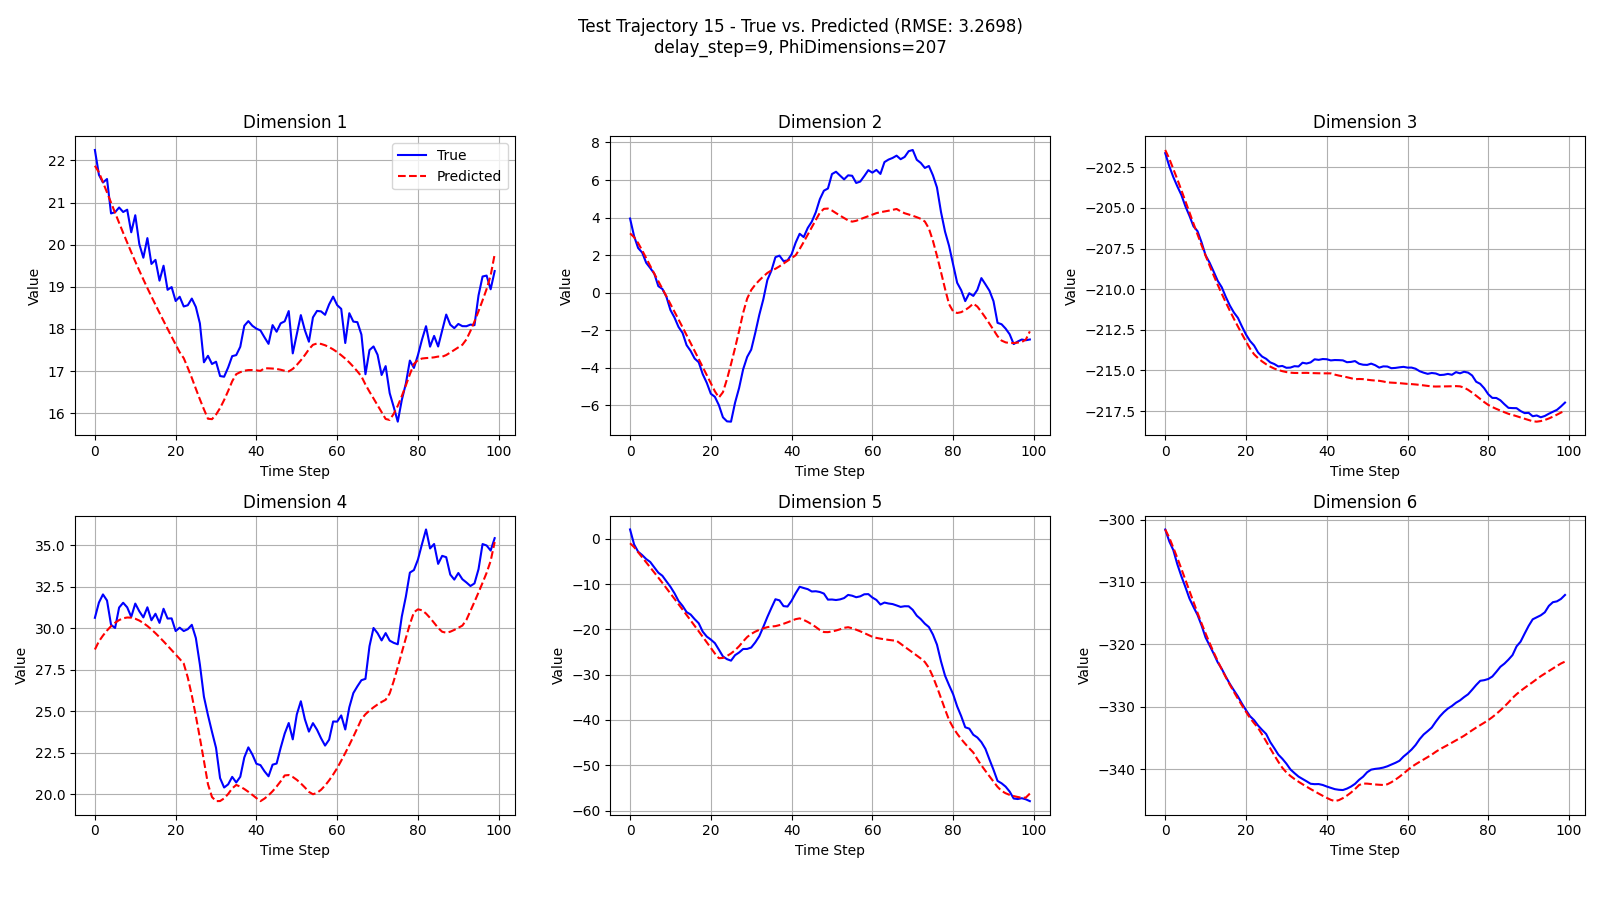 Test Trajectory 15 - True vs. Predicted (RMSE: 3.2698)
delay_step=9, PhiDimensions=207
Dimension 1
Value
22
21
20
19
18
17
16
True
Predicted
0 20 40 60 80 100
Time Step
Dimension 2
Value
8
6
4
2
0
−2
−4
−6
0 20 40 60 80 100
Time Step
Dimension 3
Value
−202.5
−205.0
−207.5
−210.0
−212.5
−215.0
−217.5
0 20 40 60 80 100
Time Step
Dimension 4
Value
35.0
32.5
30.0
27.5
25.0
22.5
20.0
0 20 40 60 80 100
Time Step
Dimension 5
Value
0
−10
−20
−30
−40
−50
−60
0 20 40 60 80 100
Time Step
Dimension 6
Value
−300
−310
−320
−330
−340
0 20 40 60 80 100
Time Step